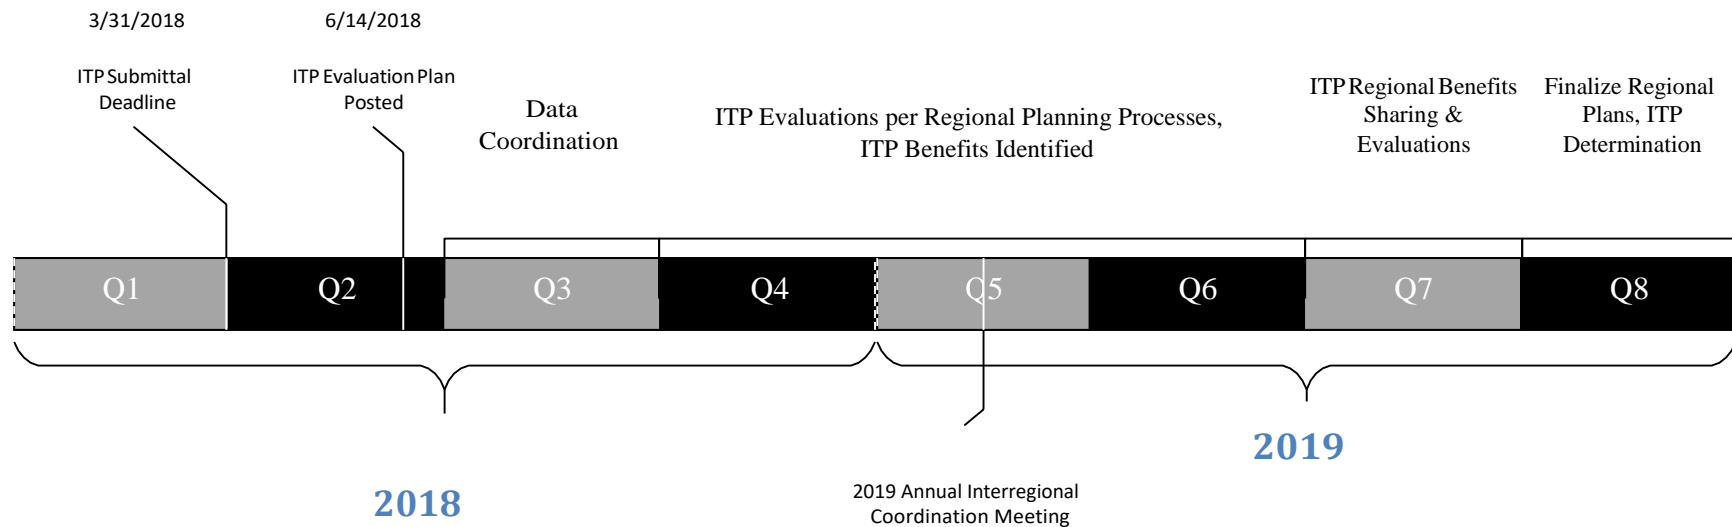 3/31/2018
6/14/2018
ITP Submittal
Deadline
ITP Evaluation Plan
Posted
Data
Coordination
ITP Evaluations per Regional Planning Processes,
ITP Benefits Identified
ITP Regional Benefits
Sharing &
Evaluations
Finalize Regional
Plans, ITP
Determination
Q1
Q2
Q3
Q4
Q5
Q6
Q7
Q8
2018
2019
2019 Annual Interregional
Coordination Meeting